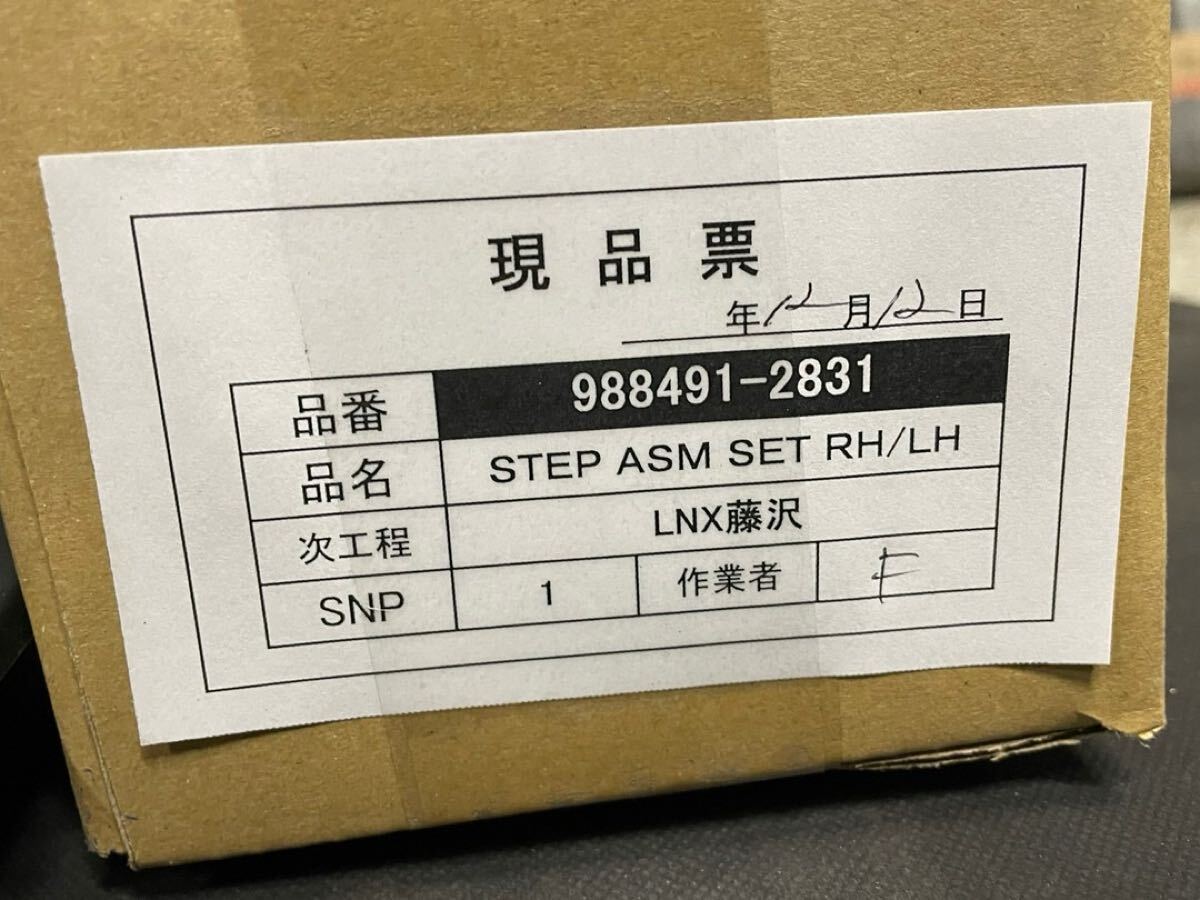 現品票
年12月12日
品番 988491-2831
品名 STEP ASM SET RH/LH
次工程 LNX藤沢
SNP 1 作業者 F